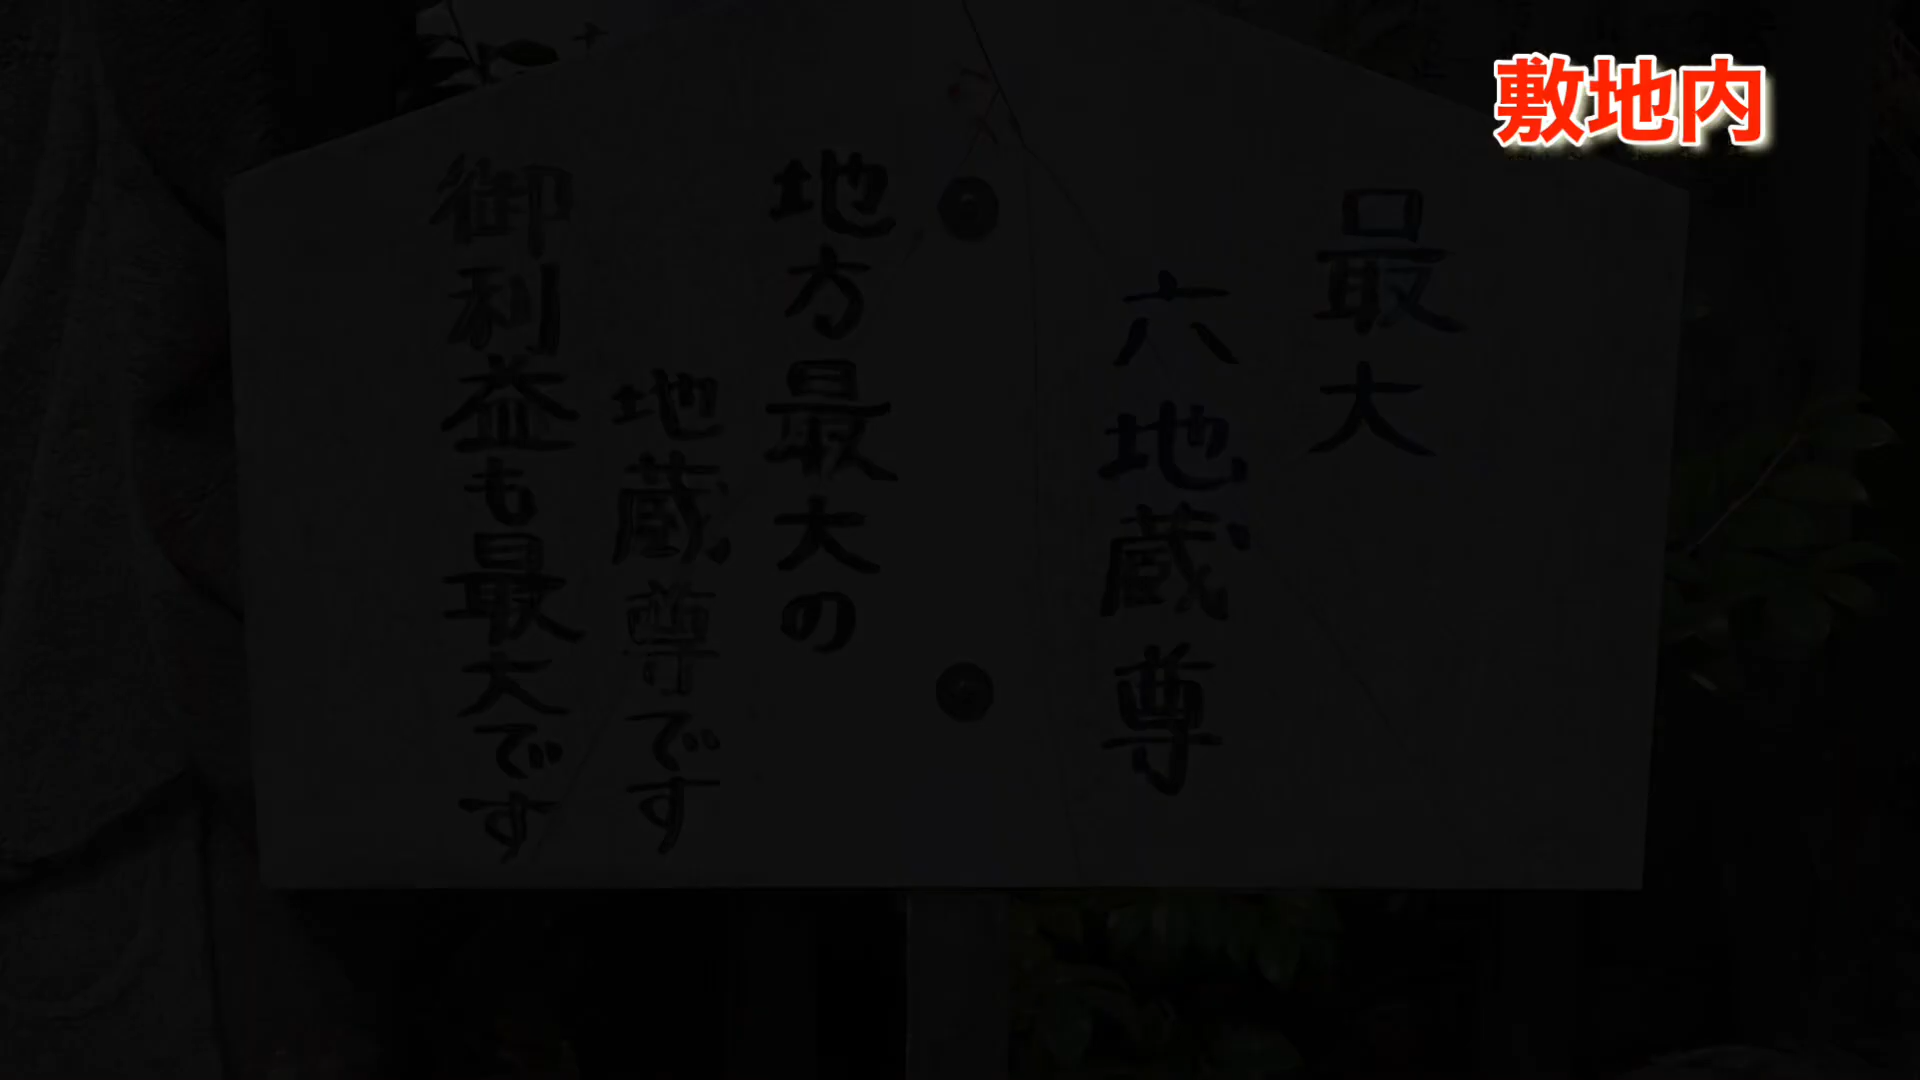 敷地内
最大
六地蔵尊
地方最大の
地蔵尊です
御利益も最大です